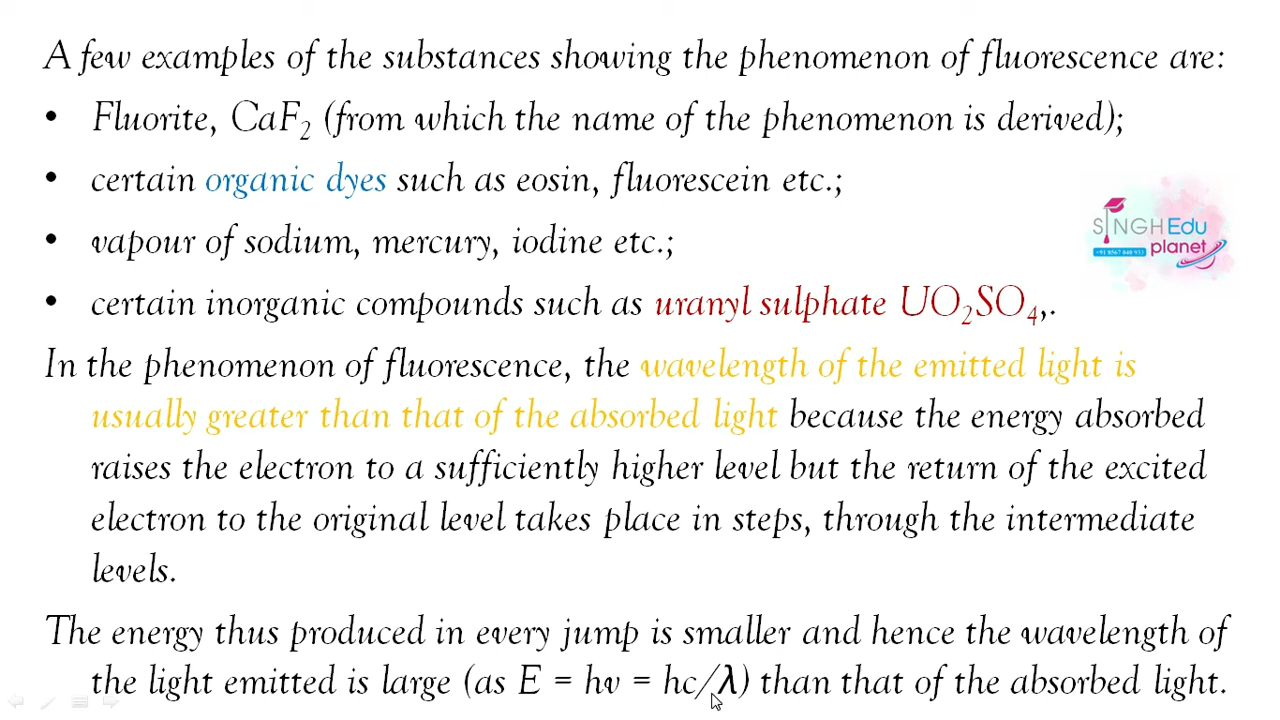 A few examples of the substances showing the phenomenon of fluorescence are:
• Fluorite, CaF₂ (from which the name of the phenomenon is derived);
• certain organic dyes such as eosin, fluorescein etc.;
• vapour of sodium, mercury, iodine etc.;
SINGH Edu
planet
+91 8567 848 933
• certain inorganic compounds such as uranyl sulphate UO₂SO₄,.
In the phenomenon of fluorescence, the wavelength of the emitted light is
usually greater than that of the absorbed light because the energy absorbed
raises the electron to a sufficiently higher level but the return of the excited
electron to the original level takes place in steps, through the intermediate
levels.
The energy thus produced in every jump is smaller and hence the wavelength of
the light emitted is large (as E = hν = hc/λ) than that of the absorbed light.